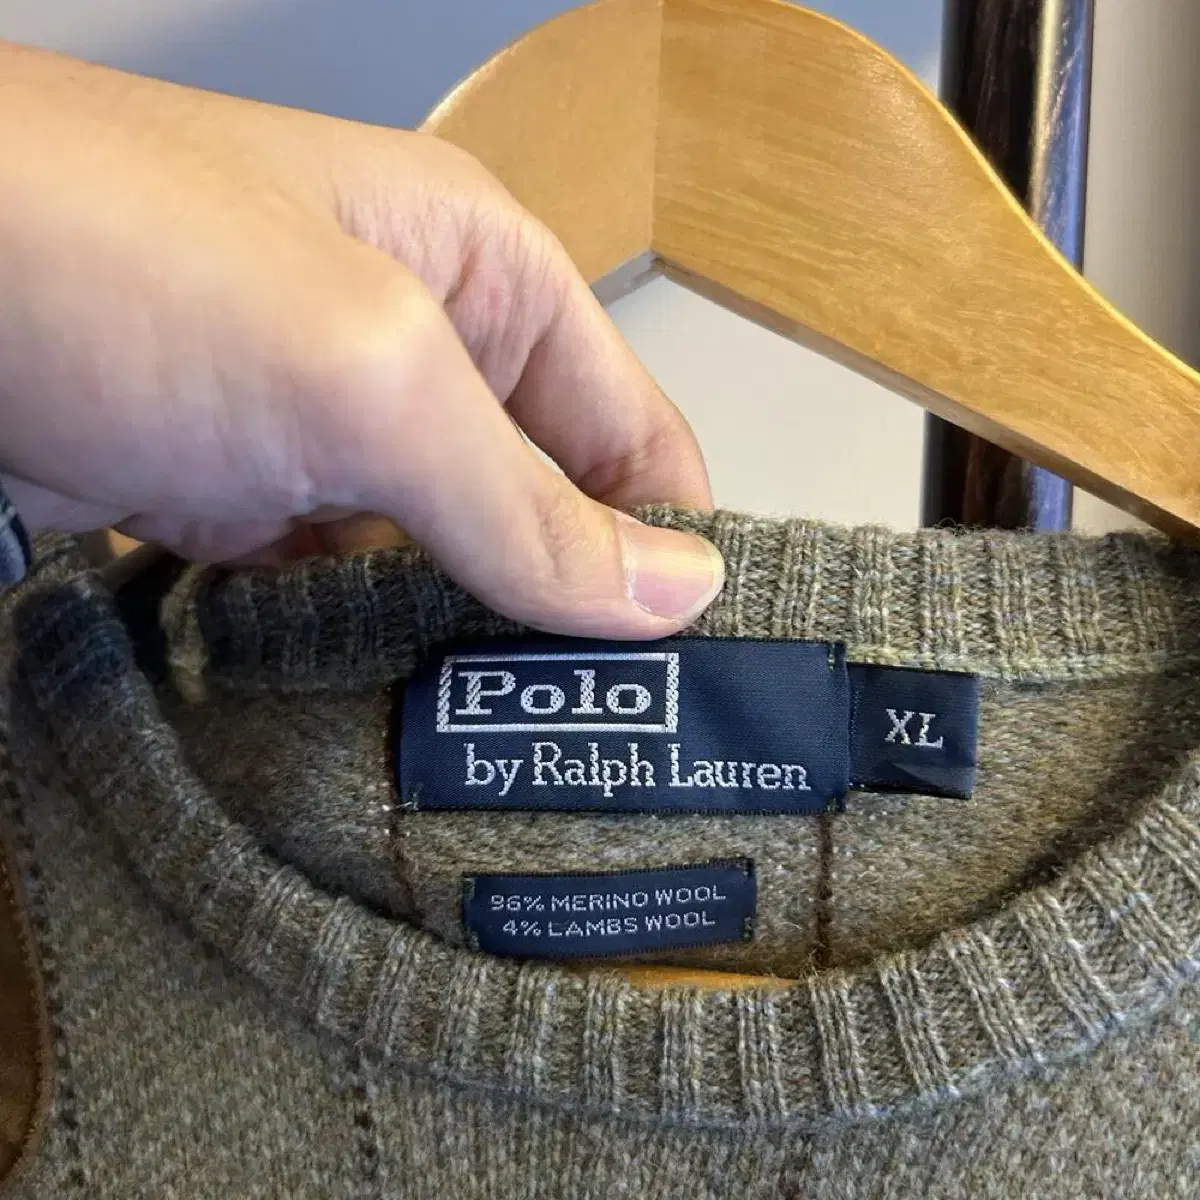 Polo
by Ralph Lauren
XL
96% MERINO WOOL
4% LAMBS WOOL